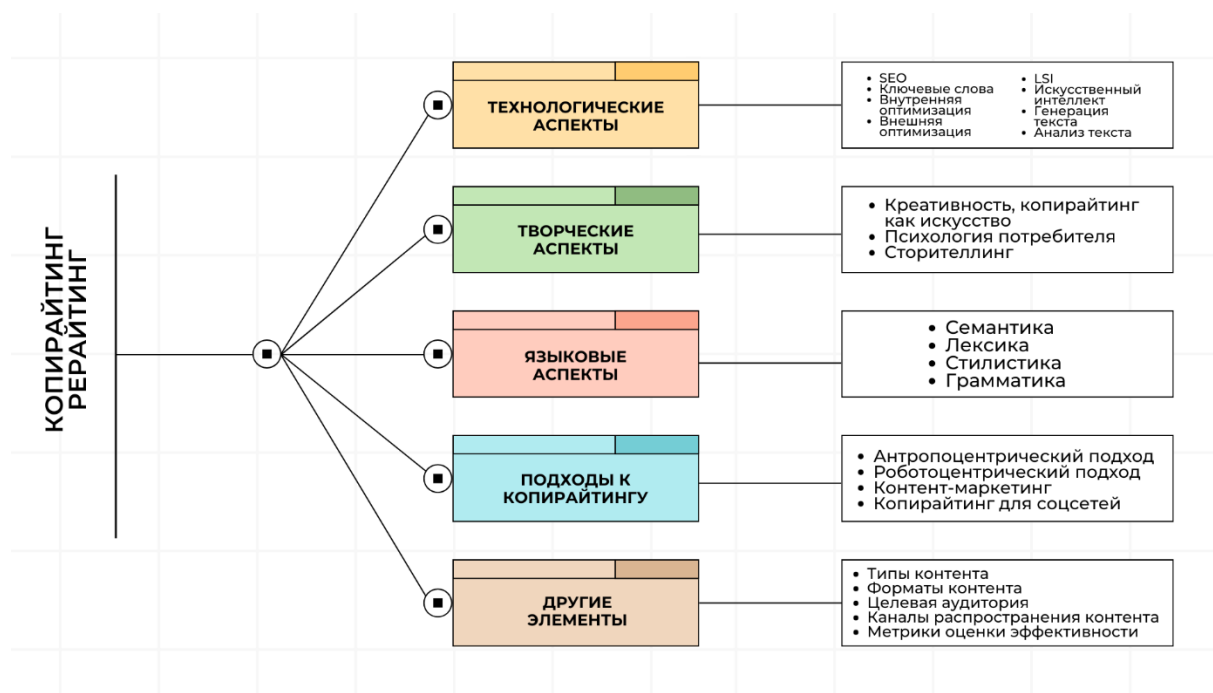 КОПИРАЙТИНГ
РЕРАЙТИНГ
ТЕХНОЛОГИЧЕСКИЕ
АСПЕКТЫ
• SEO
• Ключевые слова
• Внутренняя
оптимизация
• Внешняя
оптимизация
• LSI
• Искусственный
интеллект
• Генерация
текста
• Анализ текста
ТВОРЧЕСКИЕ
АСПЕКТЫ
• Креативность, копирайтинг
как искусство
• Психология потребителя
• Сторителлинг
ЯЗЫКОВЫЕ
АСПЕКТЫ
• Семантика
• Лексика
• Стилистика
• Грамматика
ПОДХОДЫ К
КОПИРАЙТИНГУ
• Антропоцентрический подход
• Роботоцентрический подход
• Контент-маркетинг
• Копирайтинг для соцсетей
ДРУГИЕ
ЭЛЕМЕНТЫ
• Типы контента
• Форматы контента
• Целевая аудитория
• Каналы распространения контента
• Метрики оценки эффективности